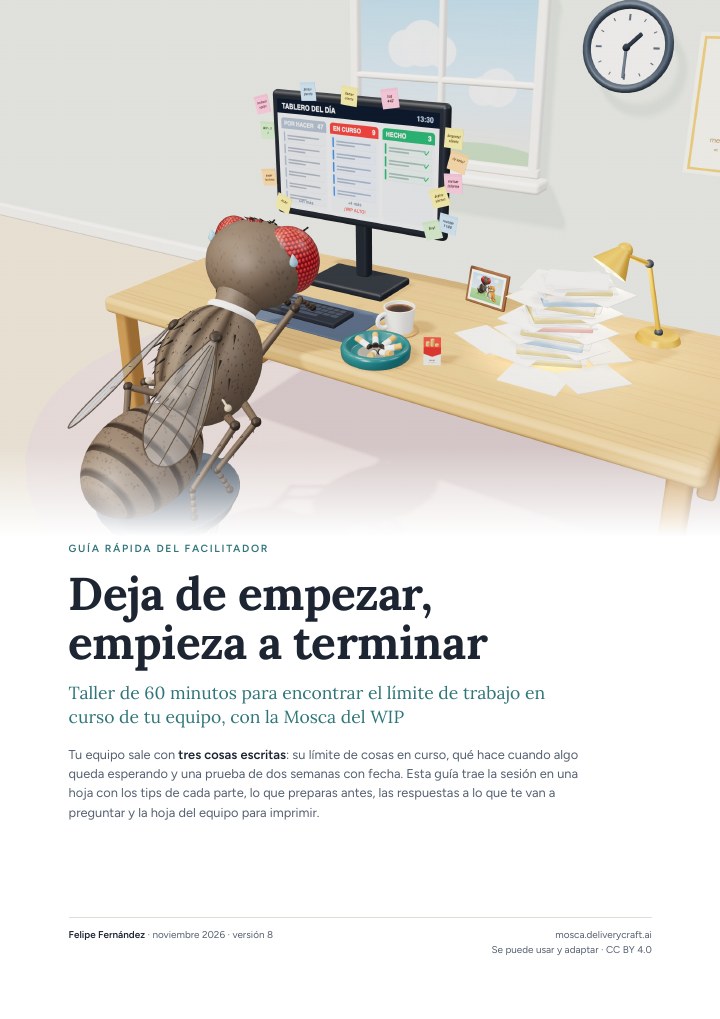 TABLERO DEL DÍA
13:30
POR HACER 47
EN CURSO 9
HECHO 3
¡WIP ALTO!
GUÍA RÁPIDA DEL FACILITADOR
Deja de empezar,
empieza a terminar
Taller de 60 minutos para encontrar el límite de trabajo en
curso de tu equipo, con la Mosca del WIP
Tu equipo sale con tres cosas escritas: su límite de cosas en curso, qué hace cuando algo
queda esperando y una prueba de dos semanas con fecha. Esta guía trae la sesión en una
hoja con los tips de cada parte, lo que preparas antes, las respuestas a lo que te van a
preguntar y la hoja del equipo para imprimir.
Felipe Fernández · noviembre 2026 · versión 8
mosca.deliverycraft.ai
Se puede usar y adaptar · CC BY 4.0